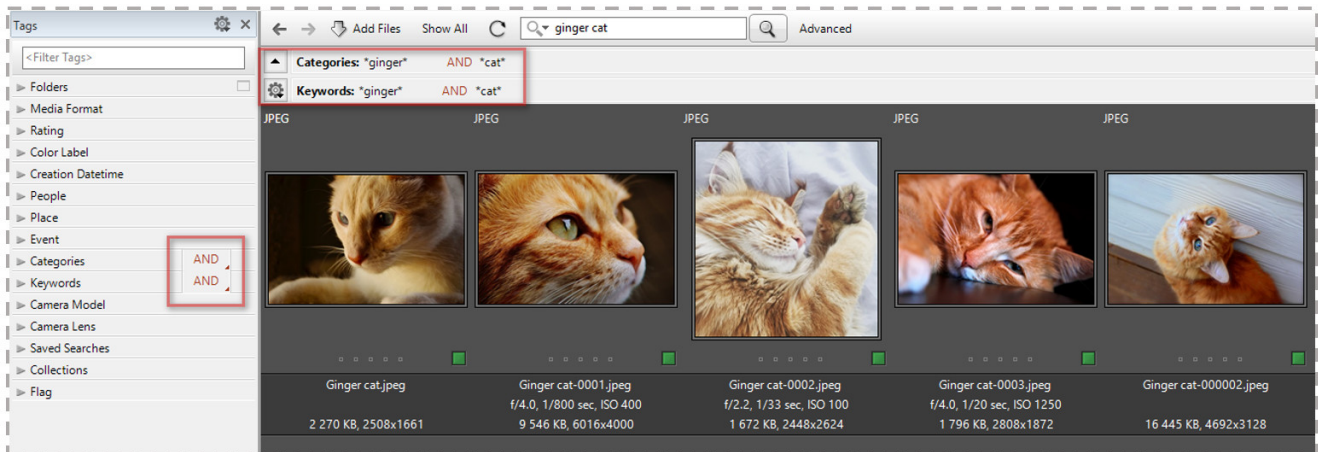 Tags
<Filter Tags>
Folders
Media Format
Rating
Color Label
Creation Datetime
People
Place
Event
Categories AND
Keywords AND
Camera Model
Camera Lens
Saved Searches
Collections
Flag
Add Files Show All ginger cat Advanced
Categories: *ginger* AND *cat*
Keywords: *ginger* AND *cat*
JPEG JPEG JPEG JPEG JPEG
Ginger cat.jpeg Ginger cat-0001.jpeg Ginger cat-0002.jpeg Ginger cat-0003.jpeg Ginger cat-000002.jpeg
f/4.0, 1/800 sec, ISO 400 f/2.2, 1/33 sec, ISO 100 f/4.0, 1/20 sec, ISO 1250
2 270 KB, 2508x1661 9 546 KB, 6016x4000 1 672 KB, 2448x2624 1 796 KB, 2808x1872 16 445 KB, 4692x3128